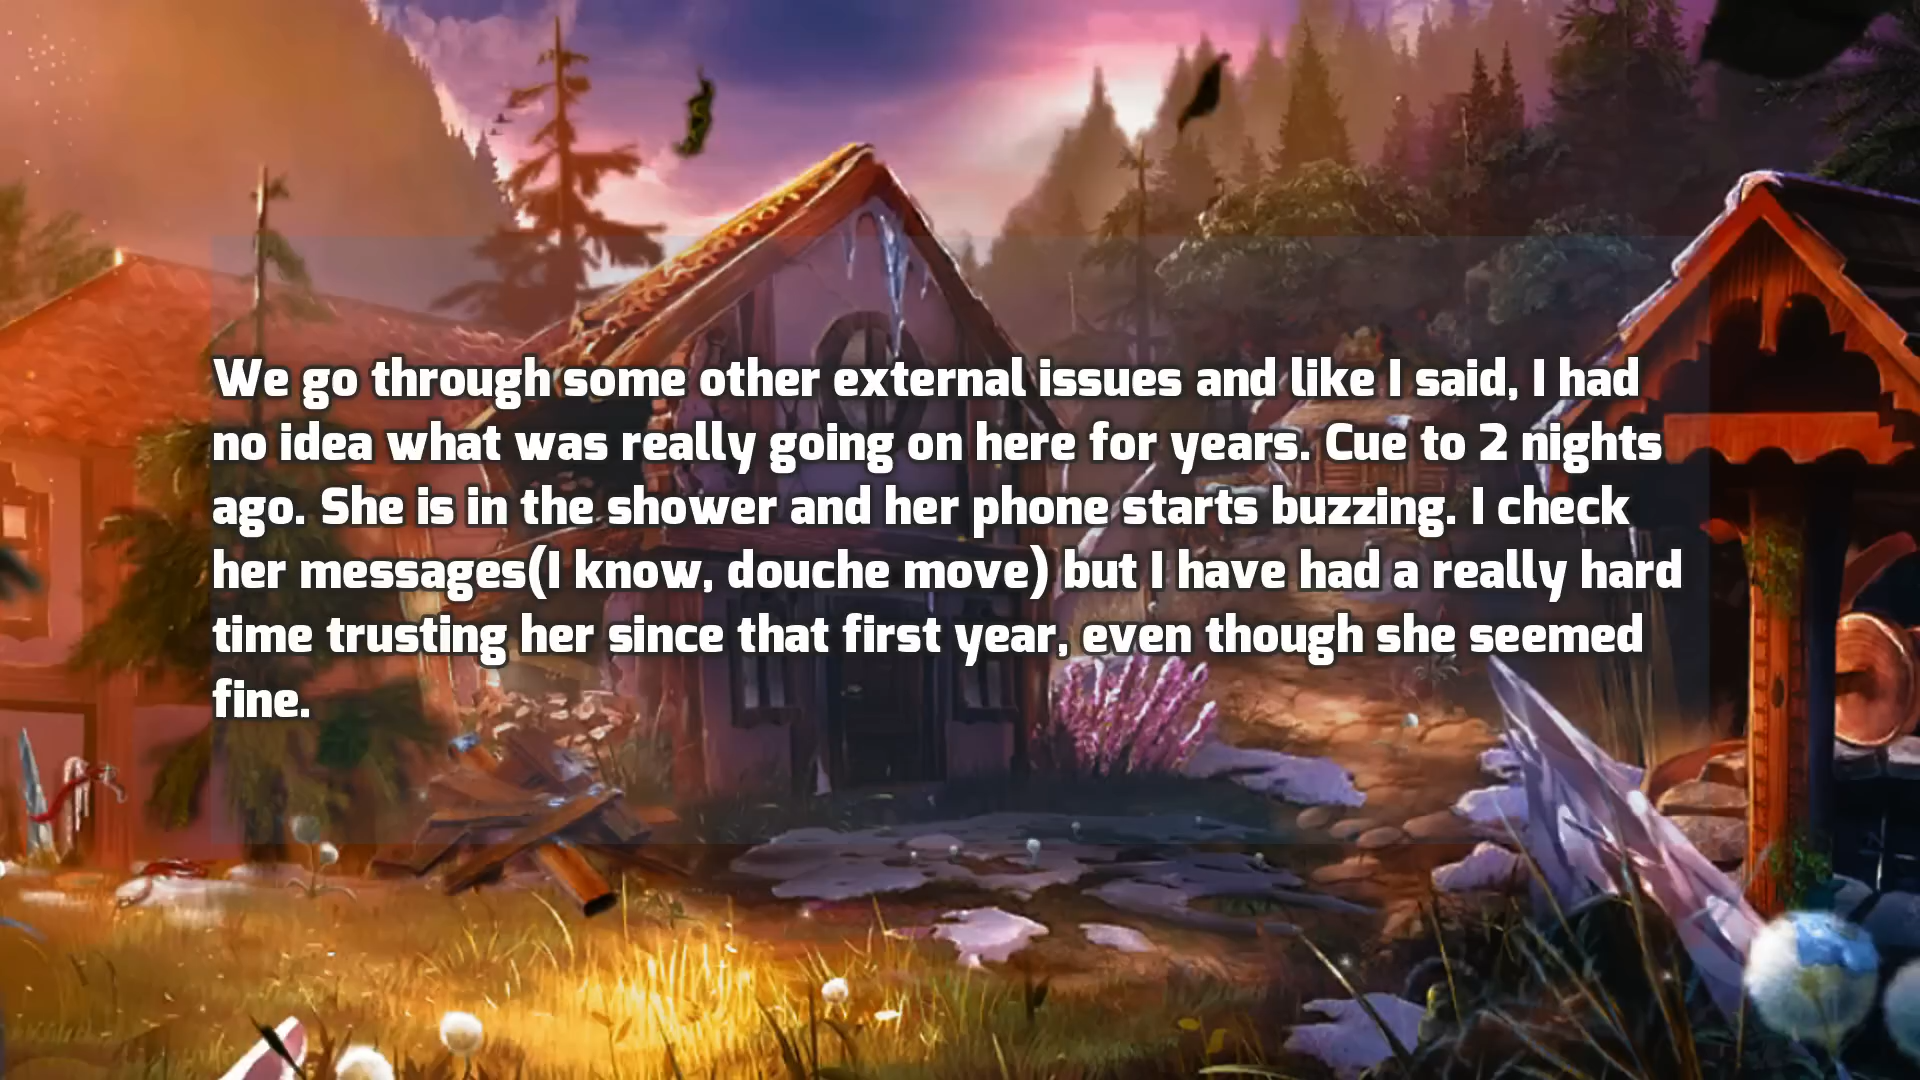 We go through some other external issues and like I said, I had
no idea what was really going on here for years. Cue to 2 nights
ago. She is in the shower and her phone starts buzzing. I check
her messages(I know, douche move) but I have had a really hard
time trusting her since that first year, even though she seemed
fine.